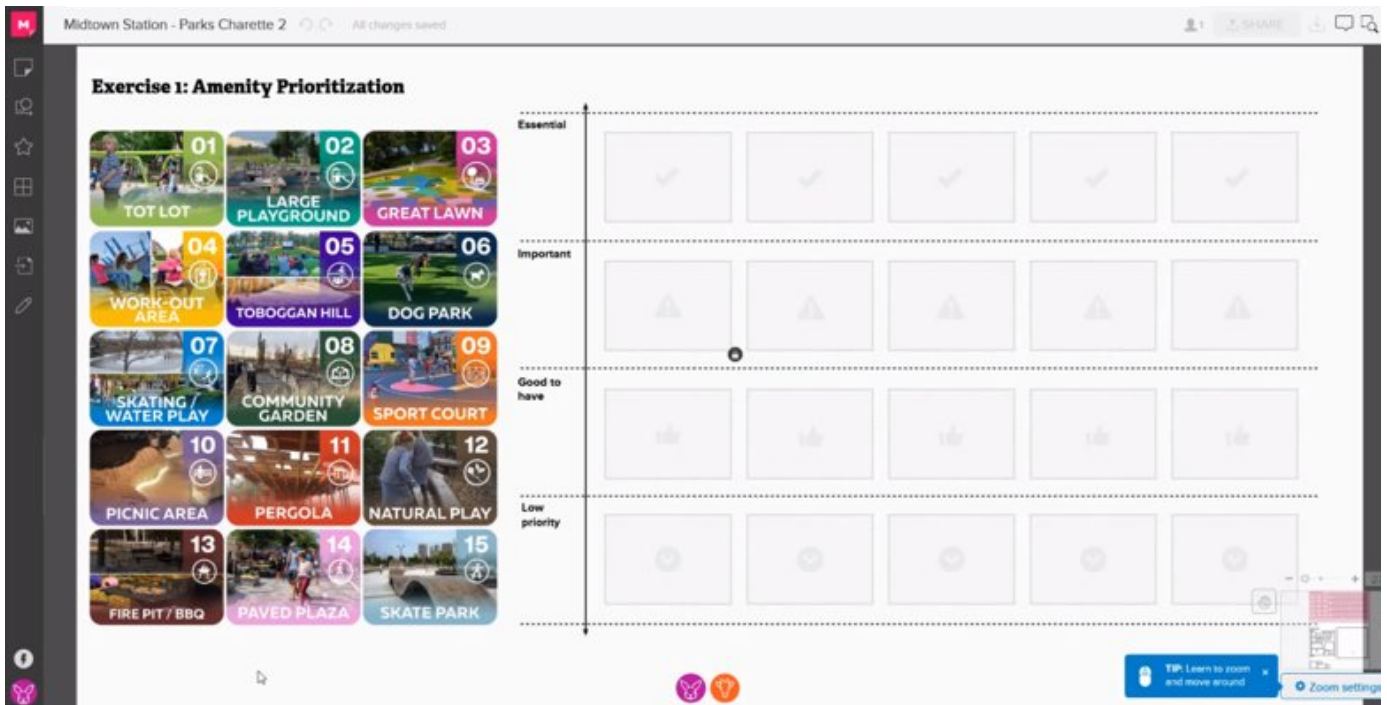 Midtown Station - Parks Charette 2
All changes saved
1
SHARE
Exercise 1: Amenity Prioritization
01
TOT LOT
02
LARGE
PLAYGROUND
03
GREAT LAWN
04
WORK-OUT
AREA
05
TOBOGGAN HILL
06
DOG PARK
07
SKATING /
WATER PLAY
08
COMMUNITY
GARDEN
09
SPORT COURT
10
PICNIC AREA
11
PERGOLA
12
NATURAL PLAY
13
FIRE PIT / BBQ
14
PAVED PLAZA
15
SKATE PARK
Essential
Important
Good to
have
Low
priority
TIP: Learn to zoom
and move around
Zoom settings